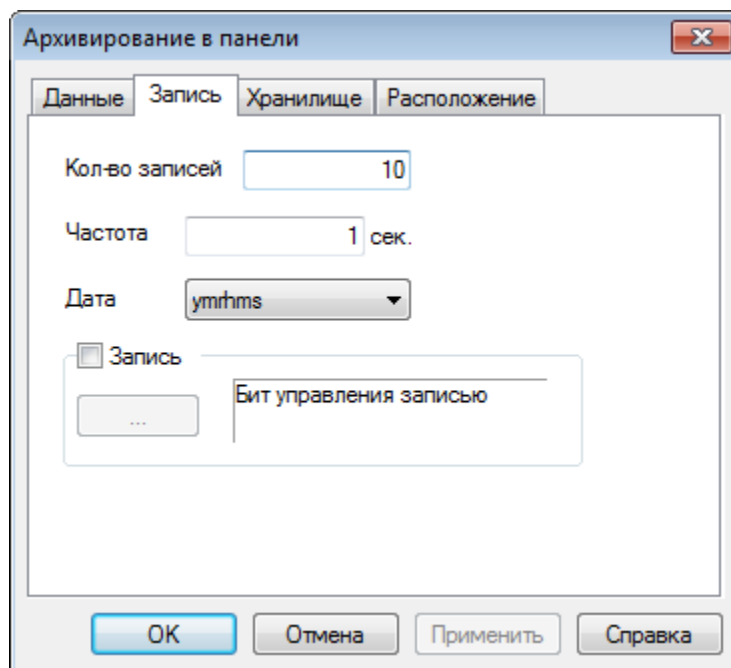 Архивирование в панели
Данные Запись Хранилище Расположение
Кол-во записей 10
Частота 1 сек.
Дата ymrhms
Запись
... Бит управления записью
OK Отмена Применить Справка